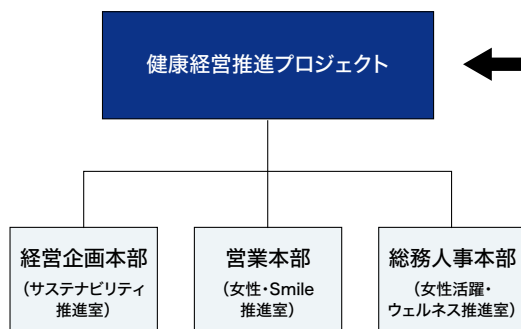 健康経営推進プロジェクト
経営企画本部
（サステナビリティ
推進室）
営業本部
（女性・Smile
推進室）
総務人事本部
（女性活躍・
ウェルネス推進室）